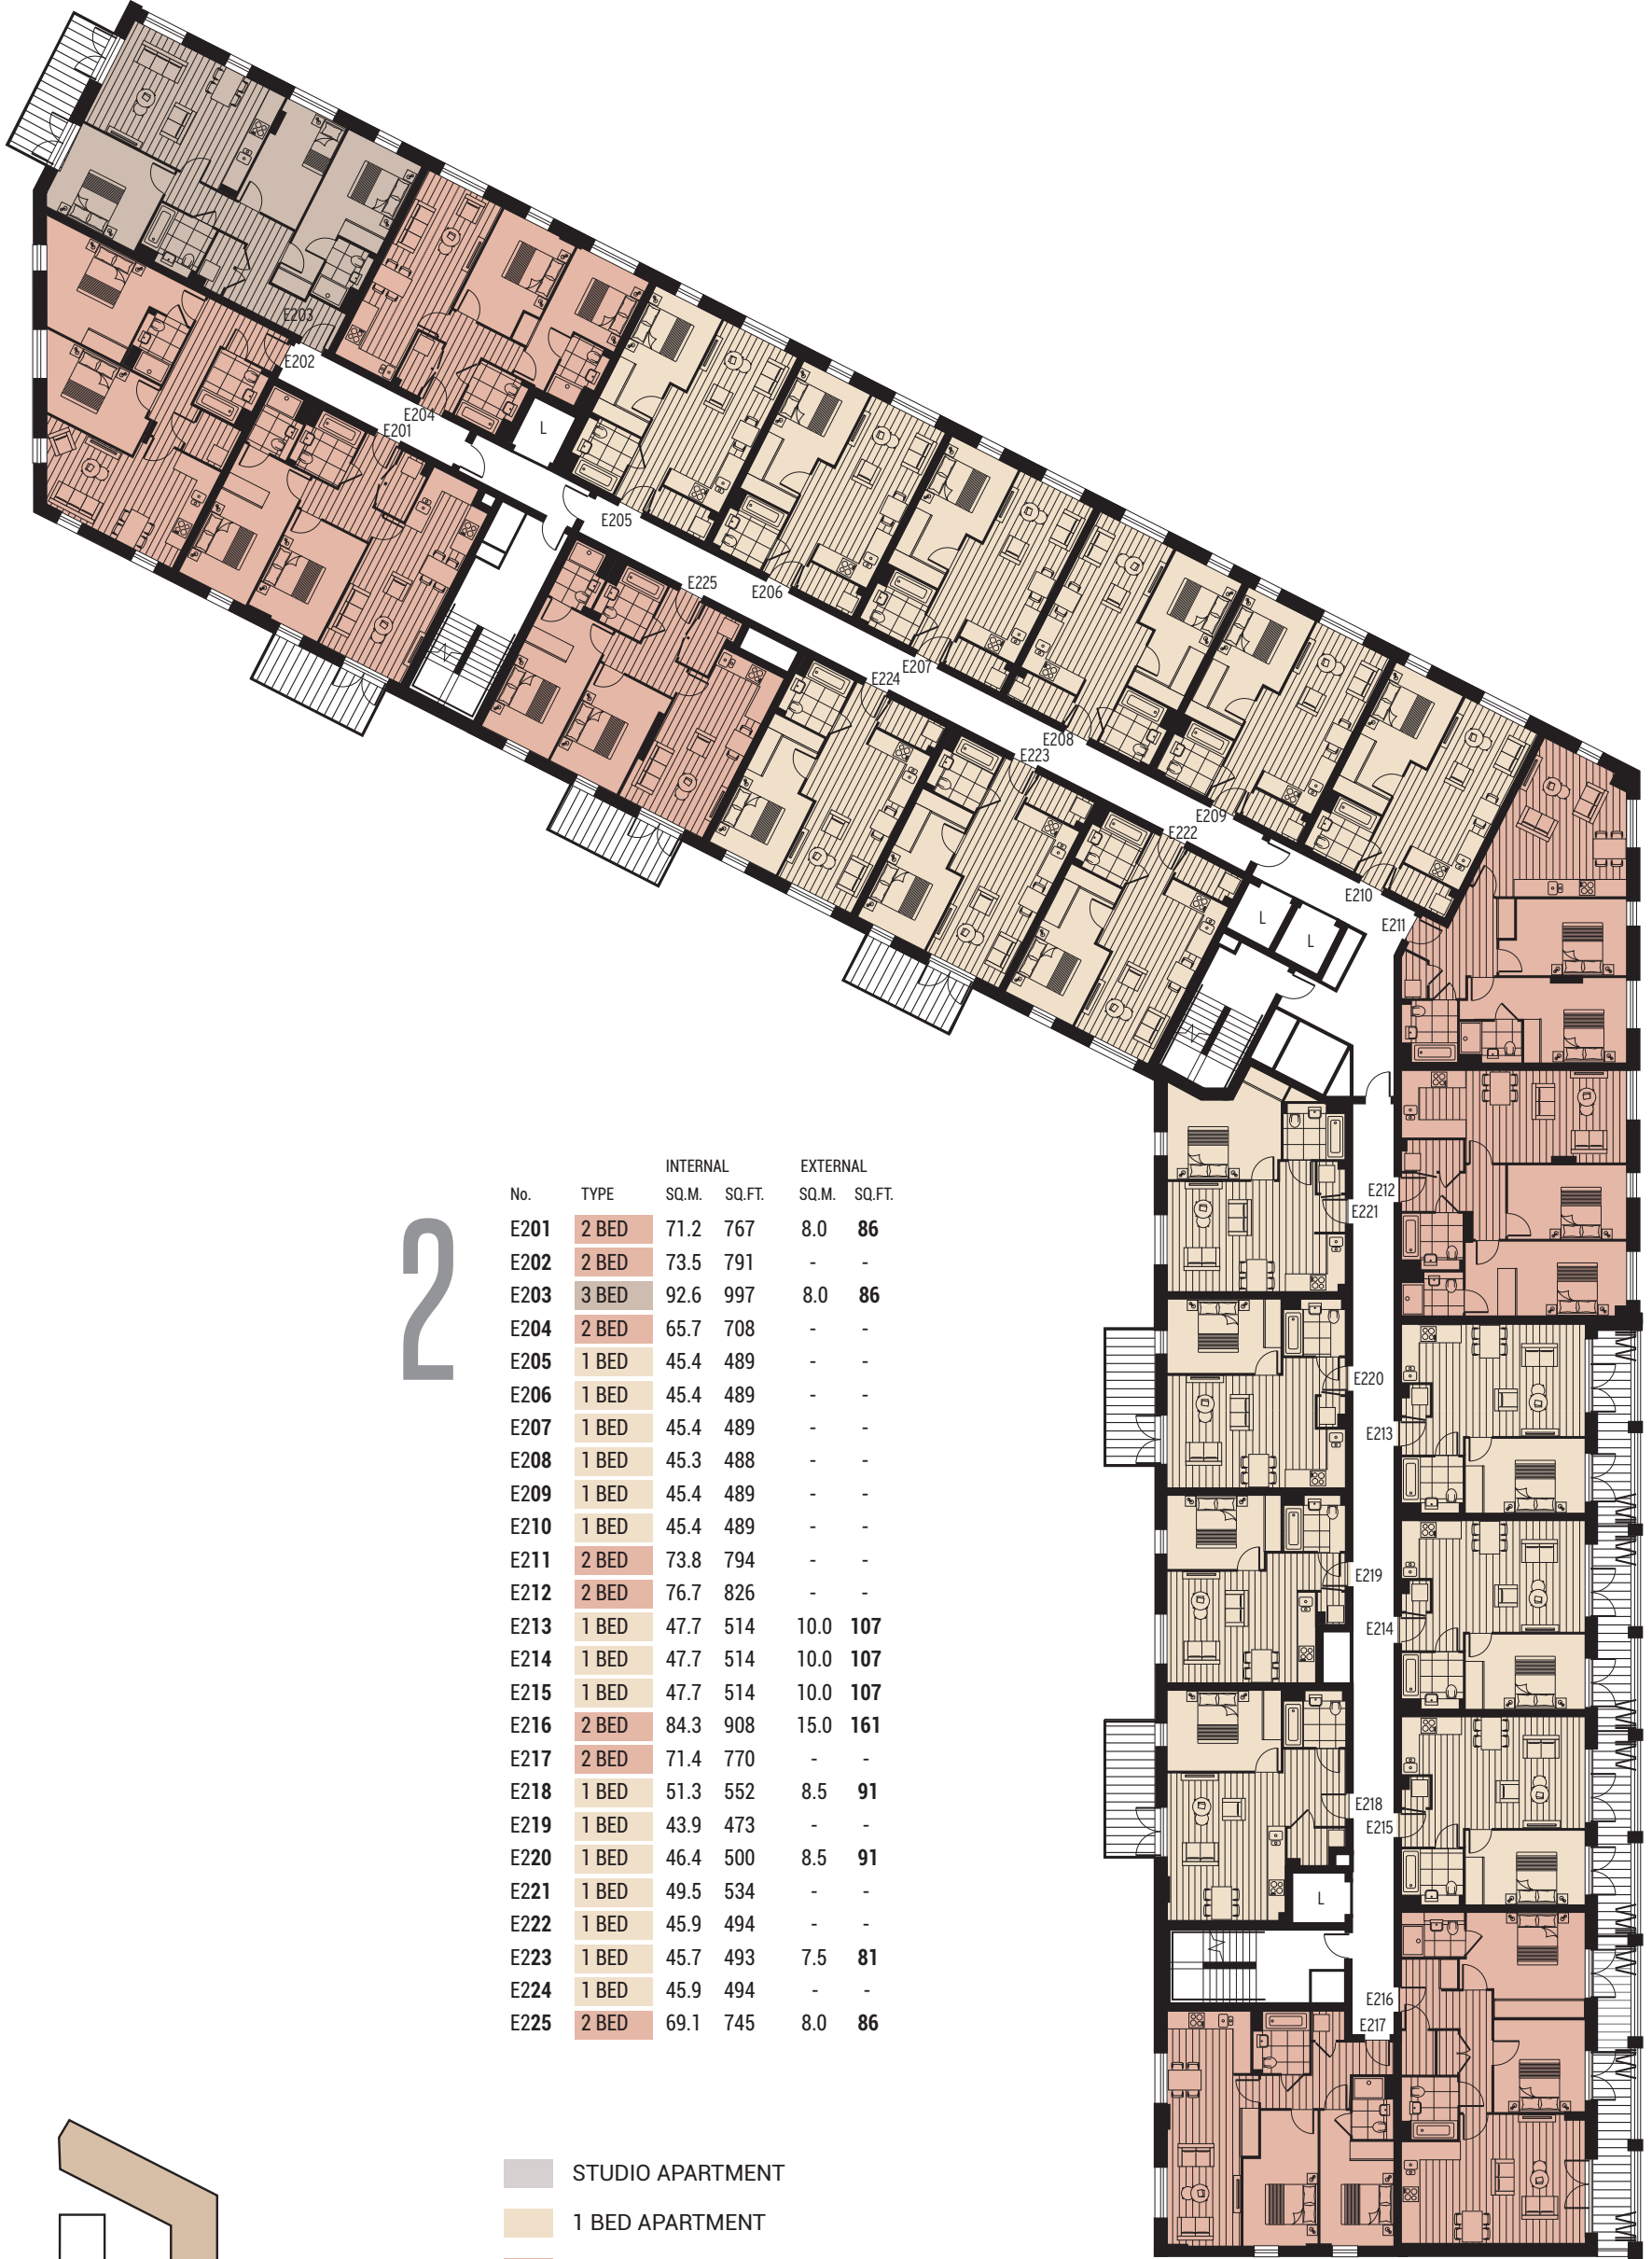 E203
E202
E204
E201
L
E205
E225
E206
E207
E224
E208
E223
E209
E222
E210
L
L
E211
E212
E221
E220
E213
E219
E214
E218
E215
L
E216
E217
2
INTERNAL EXTERNAL
No. TYPE SQ.M. SQ.FT. SQ.M. SQ.FT.
E201 2 BED 71.2 767 8.0 86
E202 2 BED 73.5 791 - -
E203 3 BED 92.6 997 8.0 86
E204 2 BED 65.7 708 - -
E205 1 BED 45.4 489 - -
E206 1 BED 45.4 489 - -
E207 1 BED 45.4 489 - -
E208 1 BED 45.3 488 - -
E209 1 BED 45.4 489 - -
E210 1 BED 45.4 489 - -
E211 2 BED 73.8 794 - -
E212 2 BED 76.7 826 - -
E213 1 BED 47.7 514 10.0 107
E214 1 BED 47.7 514 10.0 107
E215 1 BED 47.7 514 10.0 107
E216 2 BED 84.3 908 15.0 161
E217 2 BED 71.4 770 - -
E218 1 BED 51.3 552 8.5 91
E219 1 BED 43.9 473 - -
E220 1 BED 46.4 500 8.5 91
E221 1 BED 49.5 534 - -
E222 1 BED 45.9 494 - -
E223 1 BED 45.7 493 7.5 81
E224 1 BED 45.9 494 - -
E225 2 BED 69.1 745 8.0 86
STUDIO APARTMENT
1 BED APARTMENT